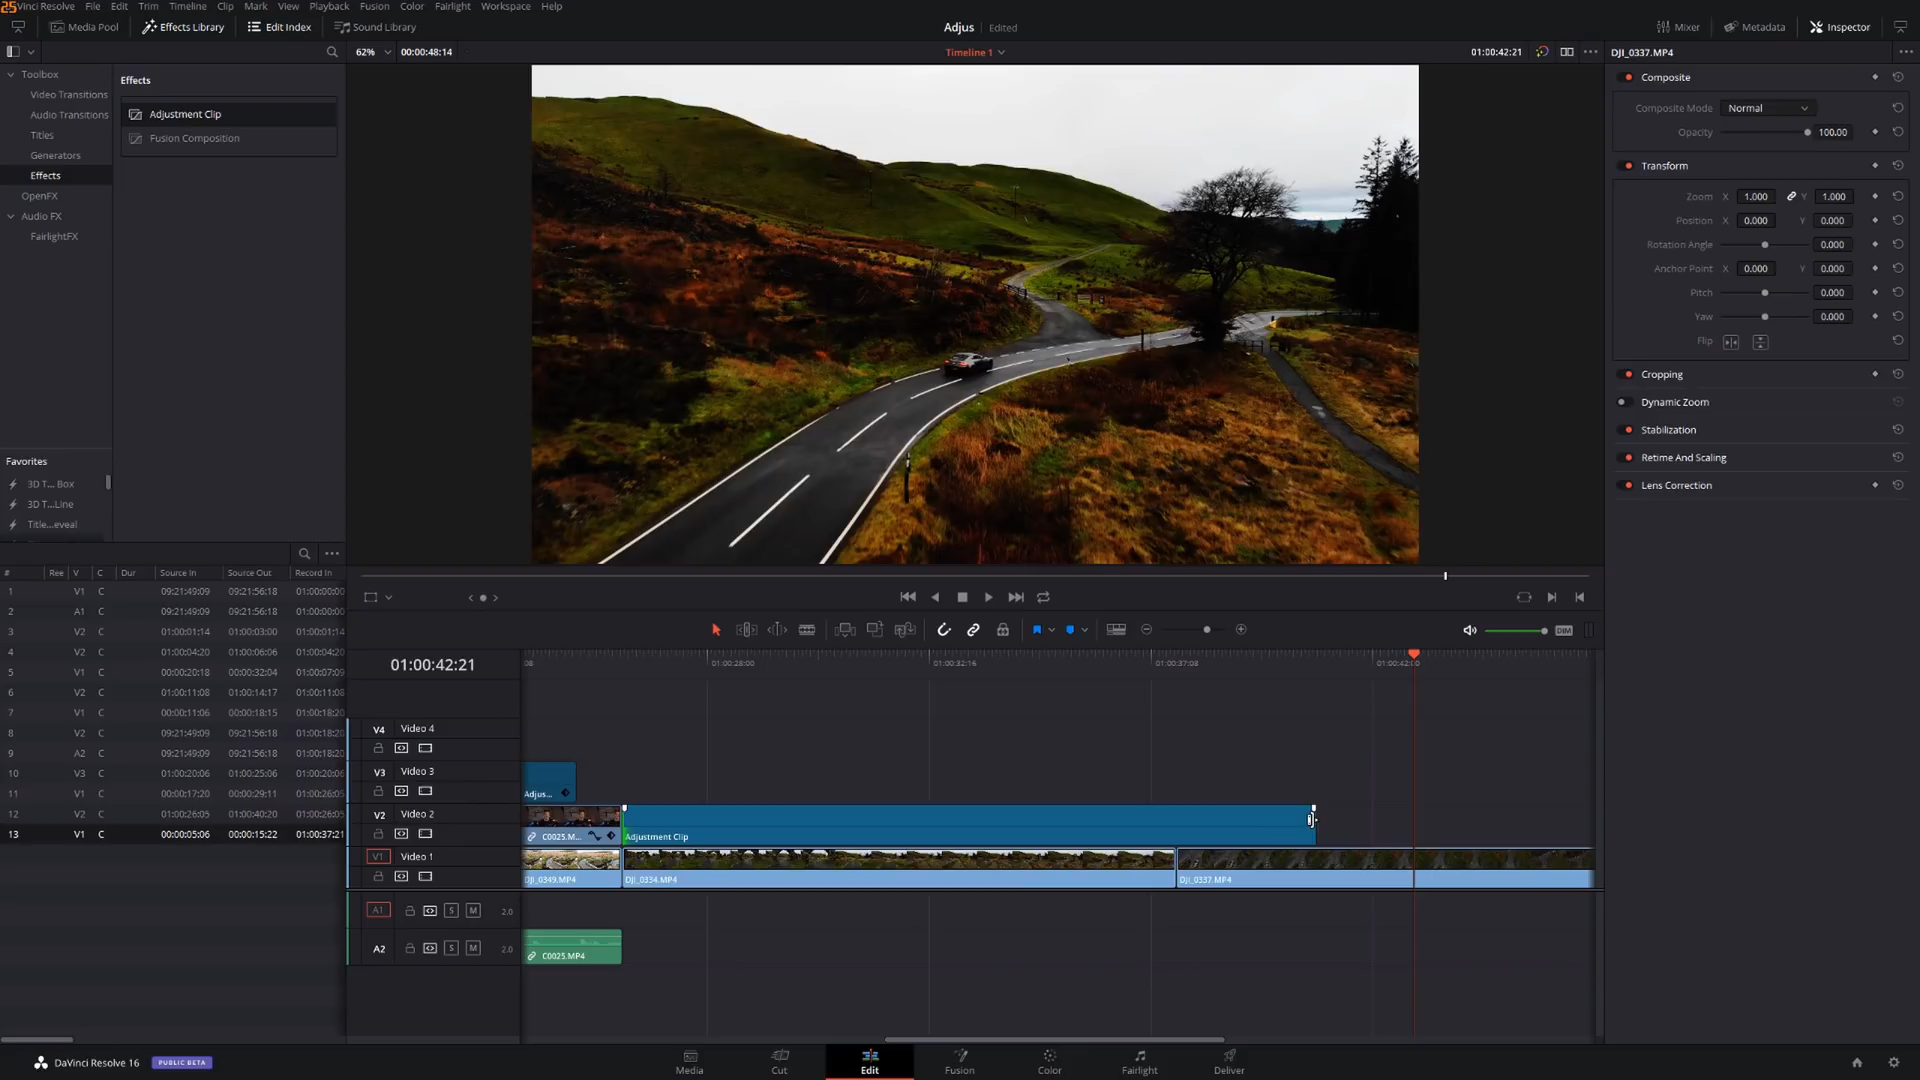 25
Vinci Resolve File Edit Trim Timeline Clip Mark View Playback Fusion Color Fairlight Workspace Help
Media Pool Effects Library Edit Index Sound Library Adjus Edited Mixer Metadata Inspector
62% 00:00:48:14 Timeline 1 01:00:42:21 DJI_0337.MP4
Toolbox
Video Transitions
Audio Transitions
Titles
Generators
Effects
OpenFX
Audio FX
FairlightFX
Effects
Adjustment Clip
Fusion Composition
Favorites
3D T... Box
3D T...Line
Title...eveal
Composite
Composite Mode Normal
Opacity 100.00
Transform
Zoom X 1.000 Y 1.000
Position X 0.000 Y 0.000
Rotation Angle 0.000
Anchor Point X 0.000 Y 0.000
Pitch 0.000
Yaw 0.000
Flip
Cropping
Dynamic Zoom
Stabilization
Retime And Scaling
Lens Correction
# Ree V C Dur Source In Source Out Record In
1 V1 C 09:21:49:09 09:21:56:18 01:00:00:00
2 A1 C 09:21:49:09 09:21:56:18 01:00:00:00
3 V2 C 01:00:01:14 01:00:03:00 01:00:01:14
4 V2 C 01:00:04:20 01:00:06:06 01:00:04:20
5 V1 C 00:00:20:18 00:00:32:04 01:00:07:09
6 V2 C 01:00:11:08 01:00:14:17 01:00:11:08
7 V1 C 00:00:11:06 00:00:18:15 01:00:18:20
8 V2 C 09:21:49:09 09:21:56:18 01:00:18:20
9 A2 C 09:21:49:09 09:21:56:18 01:00:18:20
10 V3 C 01:00:20:06 01:00:25:06 01:00:20:06
11 V1 C 00:00:17:20 00:00:29:11 01:00:26:05
12 V2 C 01:00:26:05 01:00:40:20 01:00:26:05
13 V1 C 00:00:05:06 00:00:15:22 01:00:37:21
DIM
01:00:42:21
08 01:00:28:00 01:00:32:16 01:00:37:08 01:00:42:00
V4 Video 4
V3 Video 3
Adjus...
V2 Video 2
C0025.M... Adjustment Clip
V1 Video 1
DJI_0349.MP4 DJI_0334.MP4 DJI_0337.MP4
A1 S M 2.0
A2 S M 2.0
C0025.MP4
DaVinci Resolve 16 PUBLIC BETA
Media Cut Edit Fusion Color Fairlight Deliver